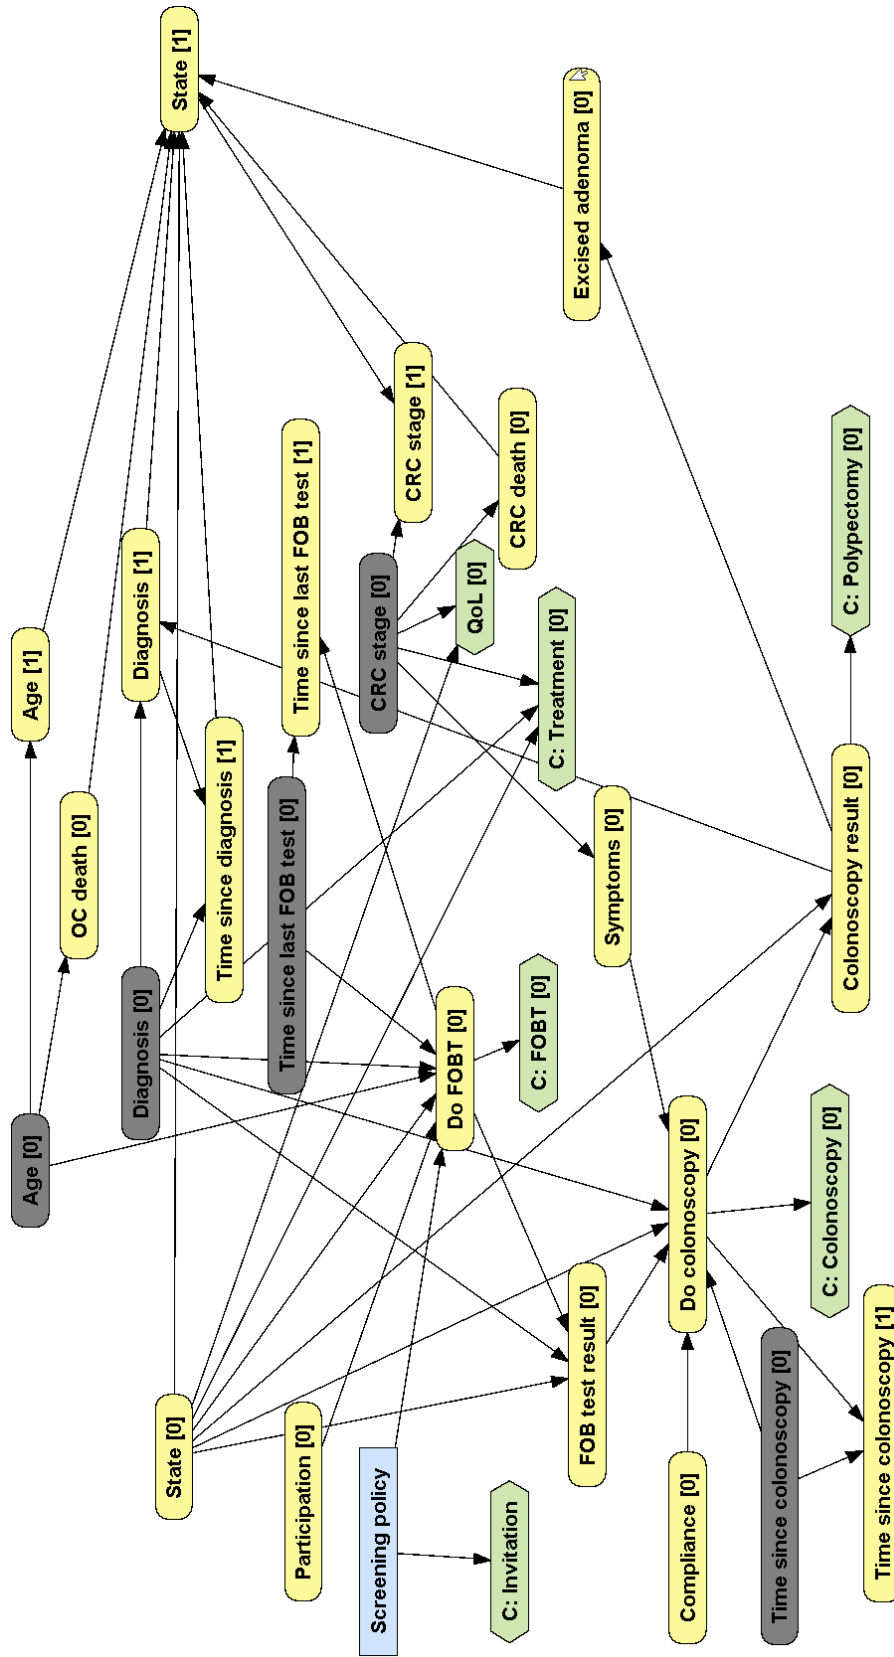 State [1]
Age [0]
Age [1]
OC death [0]
Diagnosis [0]
Diagnosis [1]
Time since diagnosis [1]
State [0]
Time since last FOB test [0]
Time since last FOB test [1]
Participation [0]
Screening policy
CRC stage [0]
CRC stage [1]
Do FOBT [0]
QoL [0]
CRC death [0]
C: Invitation
C: FOBT [0]
C: Treatment [0]
Excised adenoma [0]
FOB test result [0]
Symptoms [0]
Compliance [0]
Do colonoscopy [0]
Time since colonoscopy [0]
C: Colonoscopy [0]
Colonoscopy result [0]
C: Polypectomy [0]
Time since colonoscopy [1]